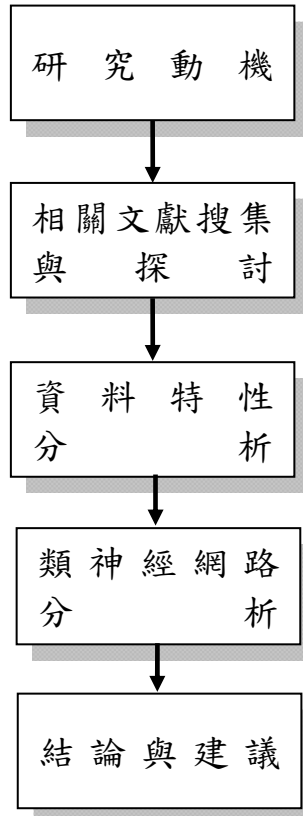 研究動機
相關文獻搜集
與探討
資料特性
分析
類神經網路
分析
結論與建議